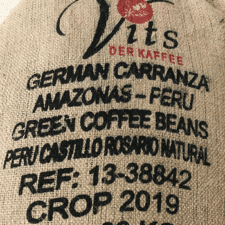 Vits
DER KAFFEE
GERMAN CARRANZA
AMAZONAS - PERU
GREEN COFFEE BEANS
PERU CASTILLO ROSARIO NATURAL
REF: 13-38842
CROP 2019